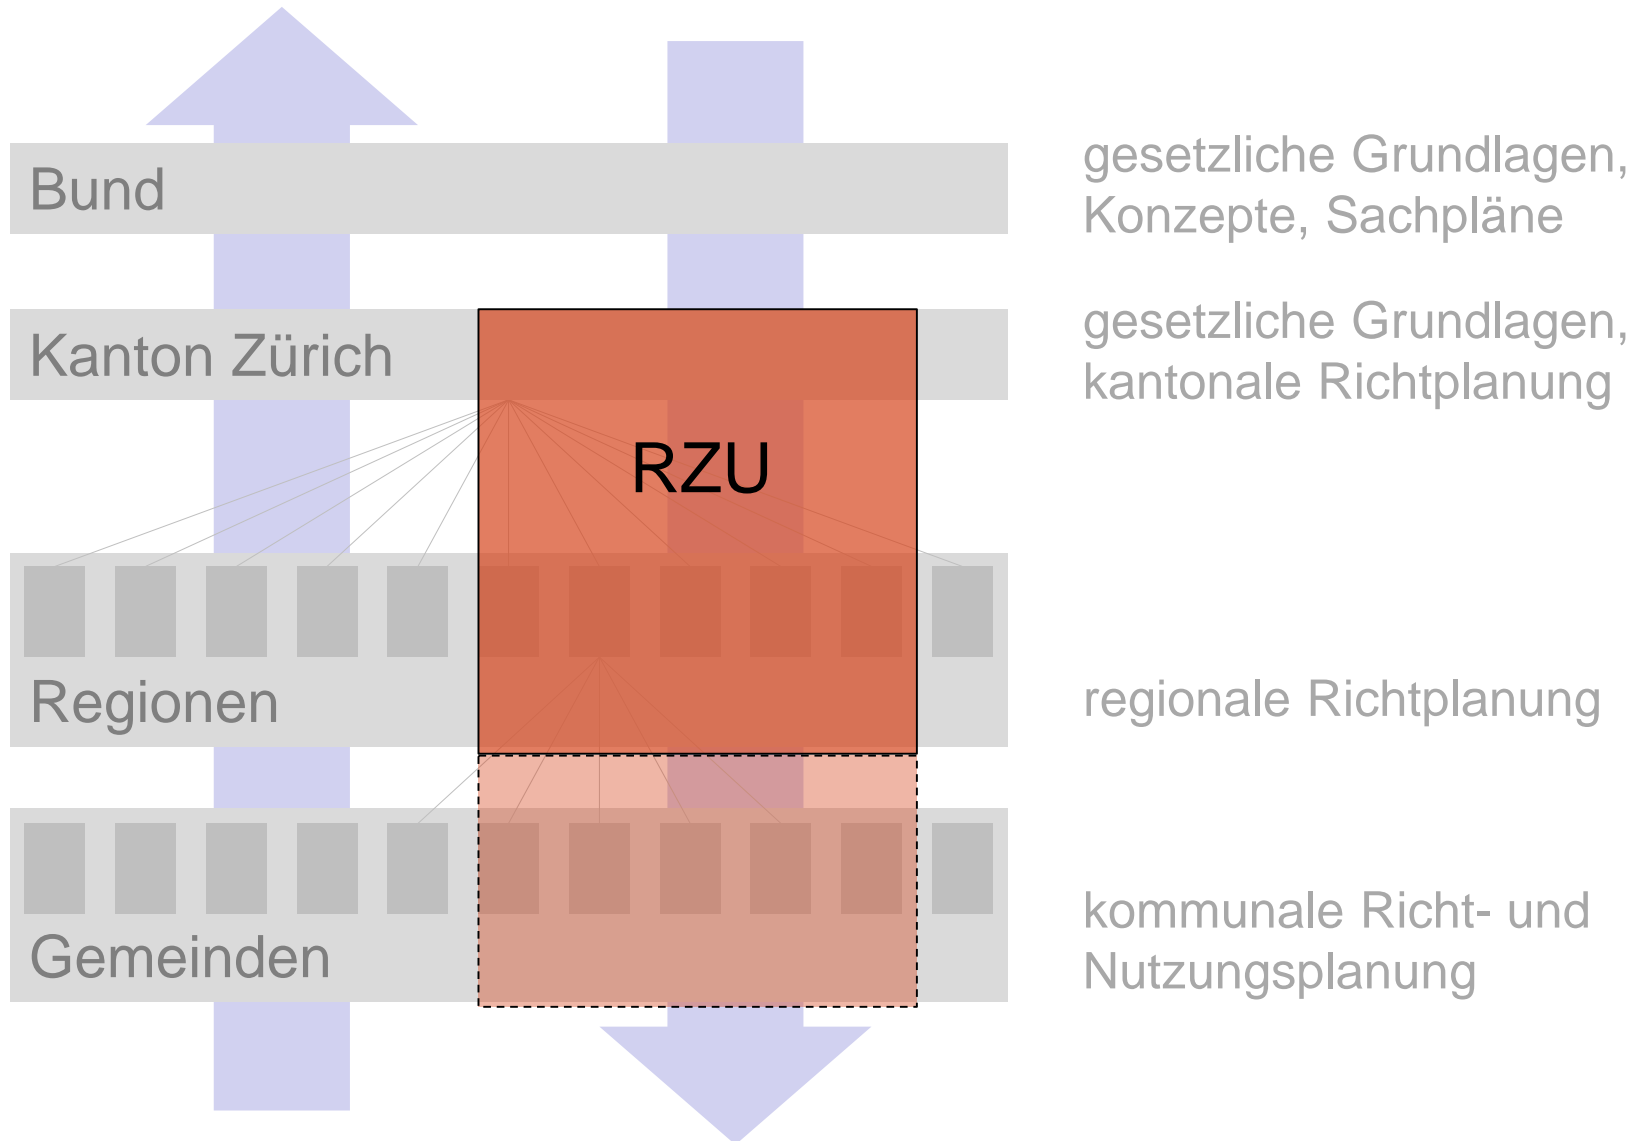 Bund
gesetzliche Grundlagen,
Konzepte, Sachpläne
Kanton Zürich
gesetzliche Grundlagen,
kantonale Richtplanung
RZU
Regionen
regionale Richtplanung
Gemeinden
kommunale Richt- und
Nutzungsplanung